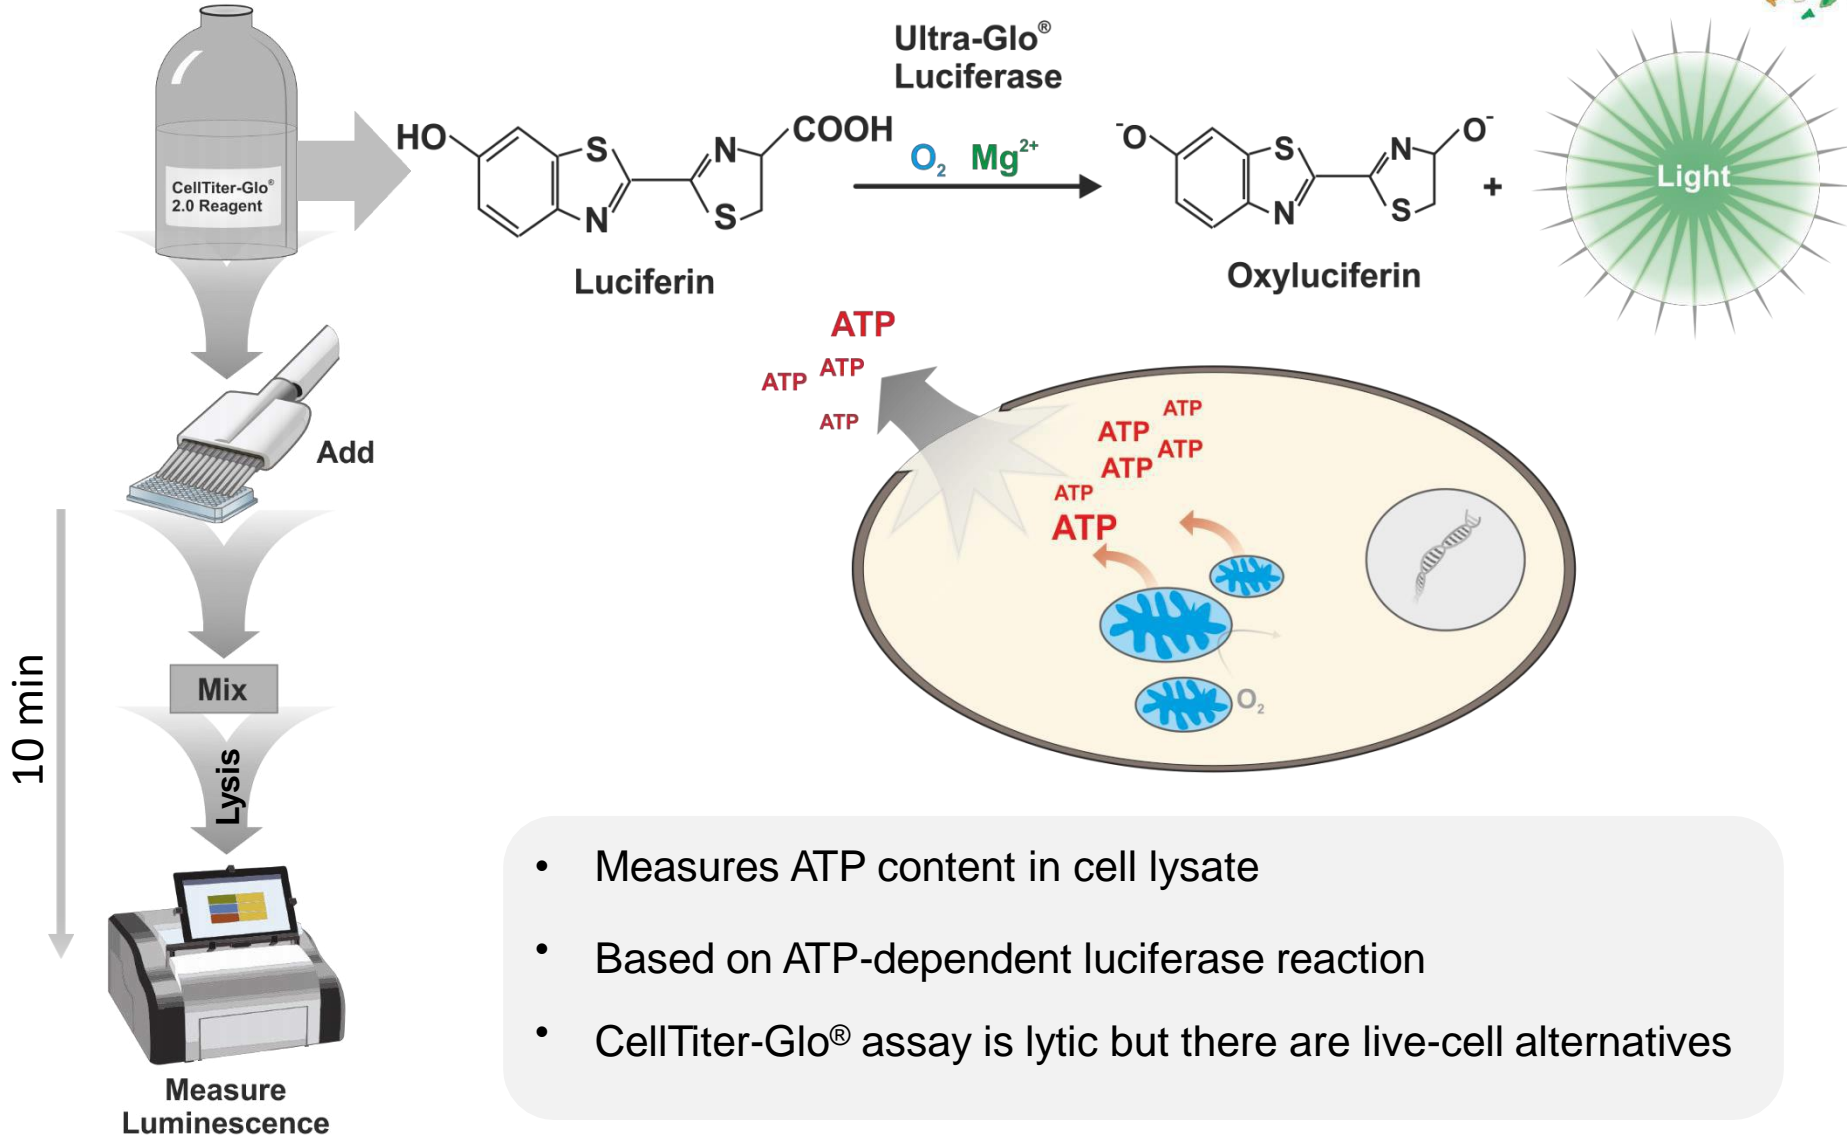 Ultra-Glo®
Luciferase
HO
S
N
N
S
COOH
O₂ Mg²⁺
⁻O
S
N
N
S
O⁻
+
Light
CellTiter-Glo®
2.0 Reagent
Luciferin
Oxyluciferin
ATP
ATP
ATP
ATP
ATP
ATP
ATP
ATP
ATP
ATP
O₂
Add
10 min
Mix
Lysis
Measure
Luminescence
• Measures ATP content in cell lysate
• Based on ATP-dependent luciferase reaction
• CellTiter-Glo® assay is lytic but there are live-cell alternatives